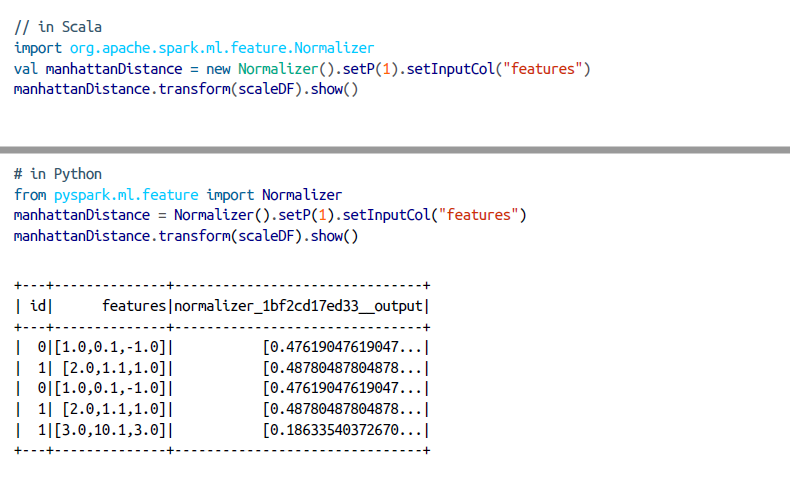 // in Scala
import org.apache.spark.ml.feature.Normalizer
val manhattanDistance = new Normalizer().setP(1).setInputCol("features")
manhattanDistance.transform(scaleDF).show()
# in Python
from pyspark.ml.feature import Normalizer
manhattanDistance = Normalizer().setP(1).setInputCol("features")
manhattanDistance.transform(scaleDF).show()
+---+--------------+-----------------------------+
| id|      features|normalizer_1bf2cd17ed33__output|
+---+--------------+-----------------------------+
|  0|[1.0,0.1,-1.0]|           [0.47619047619047...|
|  1| [2.0,1.1,1.0]|           [0.48780487804878...|
|  0|[1.0,0.1,-1.0]|           [0.47619047619047...|
|  1| [2.0,1.1,1.0]|           [0.48780487804878...|
|  1|[3.0,10.1,3.0]|           [0.18633540372670...|
+---+--------------+-----------------------------+